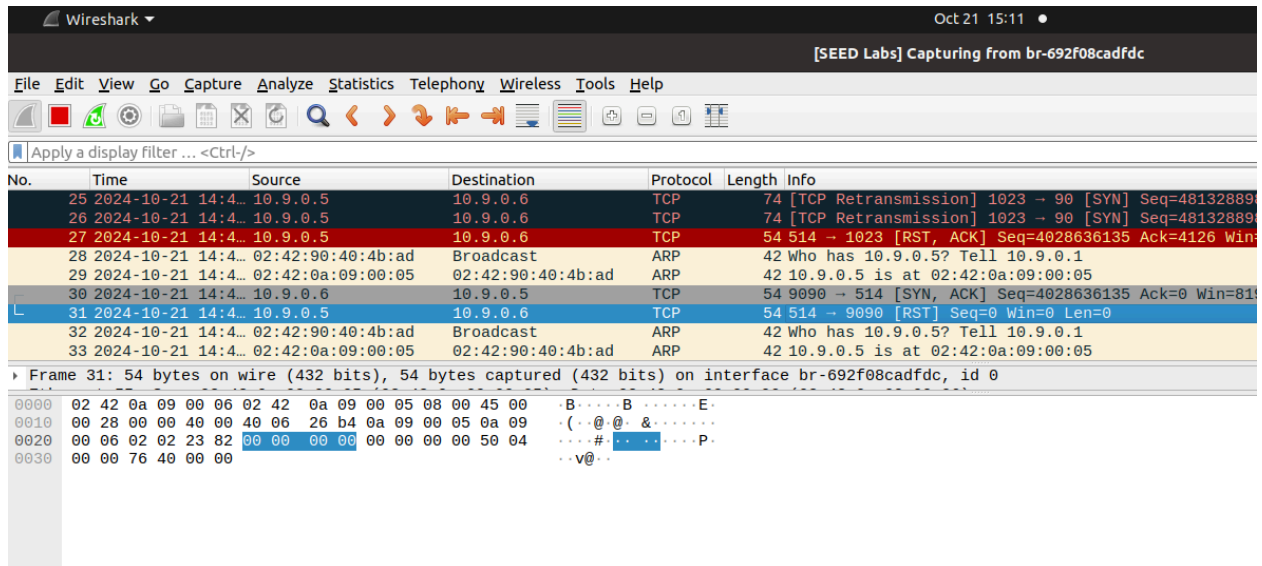 Wireshark Oct 21 15:11
[SEED Labs] Capturing from br-692f08cadfdc
File Edit View Go Capture Analyze Statistics Telephony Wireless Tools Help
Apply a display filter … <Ctrl-/>
No. Time Source Destination Protocol Length Info
25 2024-10-21 14:4… 10.9.0.5 10.9.0.6 TCP 74 [TCP Retransmission] 1023 → 90 [SYN] Seq=481328898
26 2024-10-21 14:4… 10.9.0.5 10.9.0.6 TCP 74 [TCP Retransmission] 1023 → 90 [SYN] Seq=481328898
27 2024-10-21 14:4… 10.9.0.5 10.9.0.6 TCP 54 514 → 1023 [RST, ACK] Seq=4028636135 Ack=4126 Win=
28 2024-10-21 14:4… 02:42:90:40:4b:ad Broadcast ARP 42 Who has 10.9.0.5? Tell 10.9.0.1
29 2024-10-21 14:4… 02:42:0a:09:00:05 02:42:90:40:4b:ad ARP 42 10.9.0.5 is at 02:42:0a:09:00:05
30 2024-10-21 14:4… 10.9.0.6 10.9.0.5 TCP 54 9090 → 514 [SYN, ACK] Seq=4028636135 Ack=0 Win=819
31 2024-10-21 14:4… 10.9.0.5 10.9.0.6 TCP 54 514 → 9090 [RST] Seq=0 Win=0 Len=0
32 2024-10-21 14:4… 02:42:90:40:4b:ad Broadcast ARP 42 Who has 10.9.0.5? Tell 10.9.0.1
33 2024-10-21 14:4… 02:42:0a:09:00:05 02:42:90:40:4b:ad ARP 42 10.9.0.5 is at 02:42:0a:09:00:05
Frame 31: 54 bytes on wire (432 bits), 54 bytes captured (432 bits) on interface br-692f08cadfdc, id 0
0000 02 42 0a 09 00 06 02 42 0a 09 00 05 08 00 45 00 ·B·····B ······E·
0010 00 28 00 00 40 00 40 06 26 b4 0a 09 00 05 0a 09 ·(··@·@· &·······
0020 00 06 02 02 23 82 00 00 00 00 00 00 00 00 50 04 ····#··· ······P·
0030 00 00 76 40 00 00 ··v@··